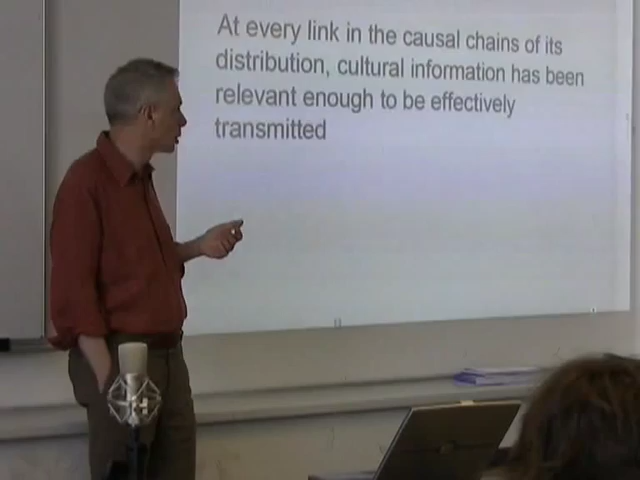 At every link in the causal chains of its
distribution, cultural information has been
relevant enough to be effectively
transmitted